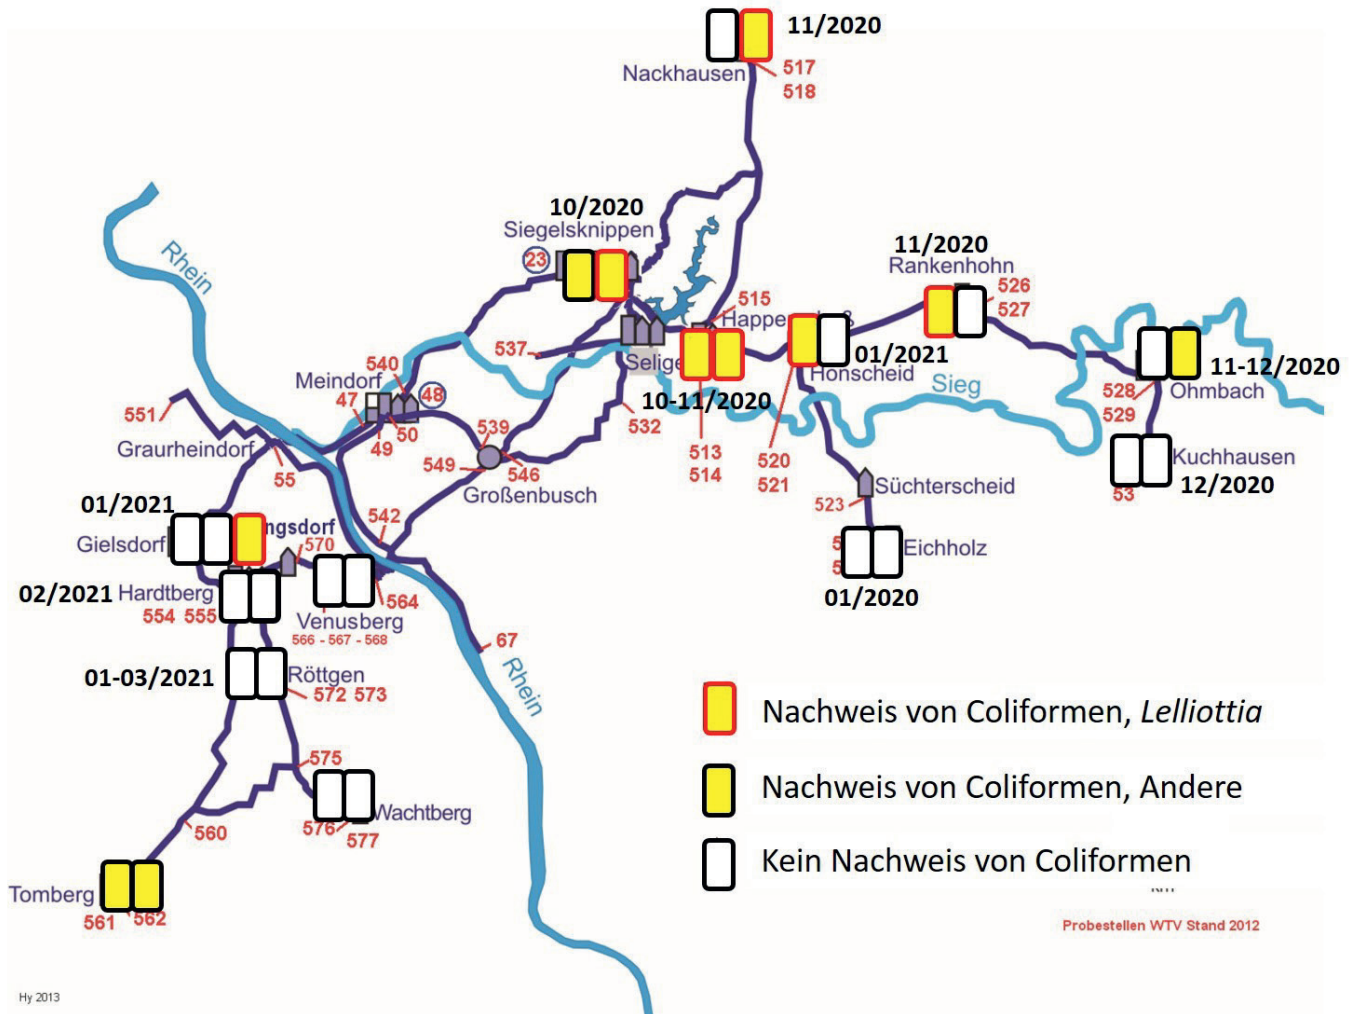 11/2020
Nackhausen
517
518
10/2020
Siegelsknippen
23
Rhein
11/2020
Rankenhohn
526
527
515
Happe
537
540
Selige
01/2021
Honscheid
Sieg
11-12/2020
528
Ohmbach
529
Meindorf
48
47
551
50
49
10-11/2020
532
539
513
514
520
521
Graurheindorf
55
549
546
Großenbusch
Kuchhausen
53
12/2020
Süchterscheid
523
01/2021
Gielsdorf
ngsdorf
570
542
5
5
Eichholz
01/2020
02/2021
Hardtberg
554 555
564
Venusberg
566 - 567 - 568
67
Rhein
01-03/2021
Röttgen
572 573
575
576
577
Wachtberg
560
Tomberg
561
562
Nachweis von Coliformen, Lelliottia
Nachweis von Coliformen, Andere
Kein Nachweis von Coliformen
Probestellen WTV Stand 2012
Hy 2013